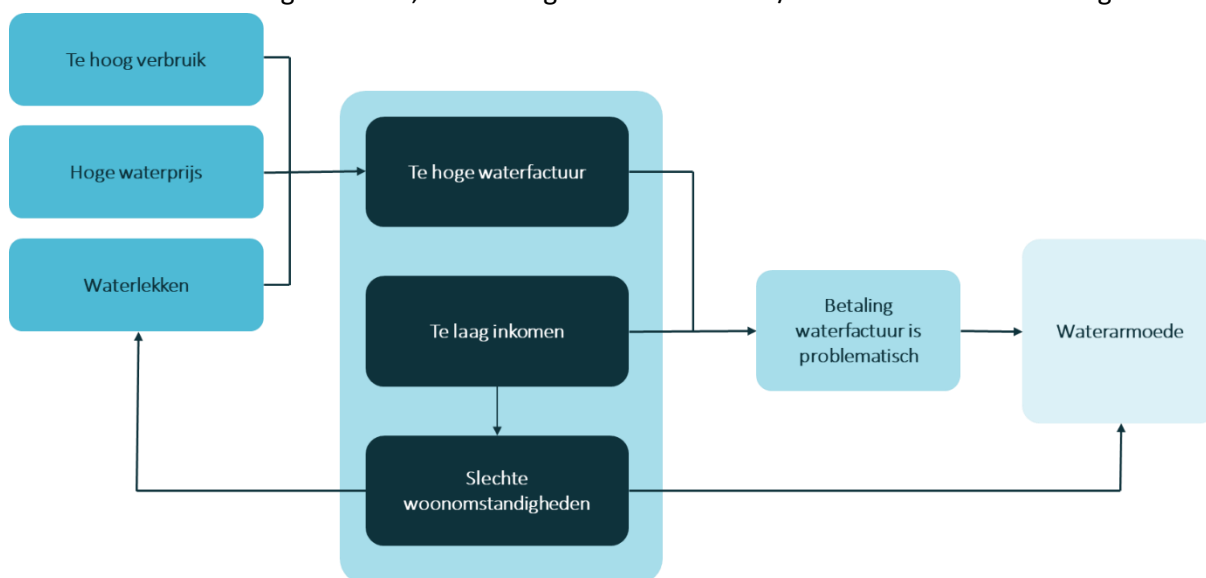 Te hoog verbruik
Hoge waterprijs
Waterlekken
Te hoge waterfactuur
Te laag inkomen
Slechte
woonomstandigheden
Betaling
waterfactuur is
problematisch
Waterarmoede